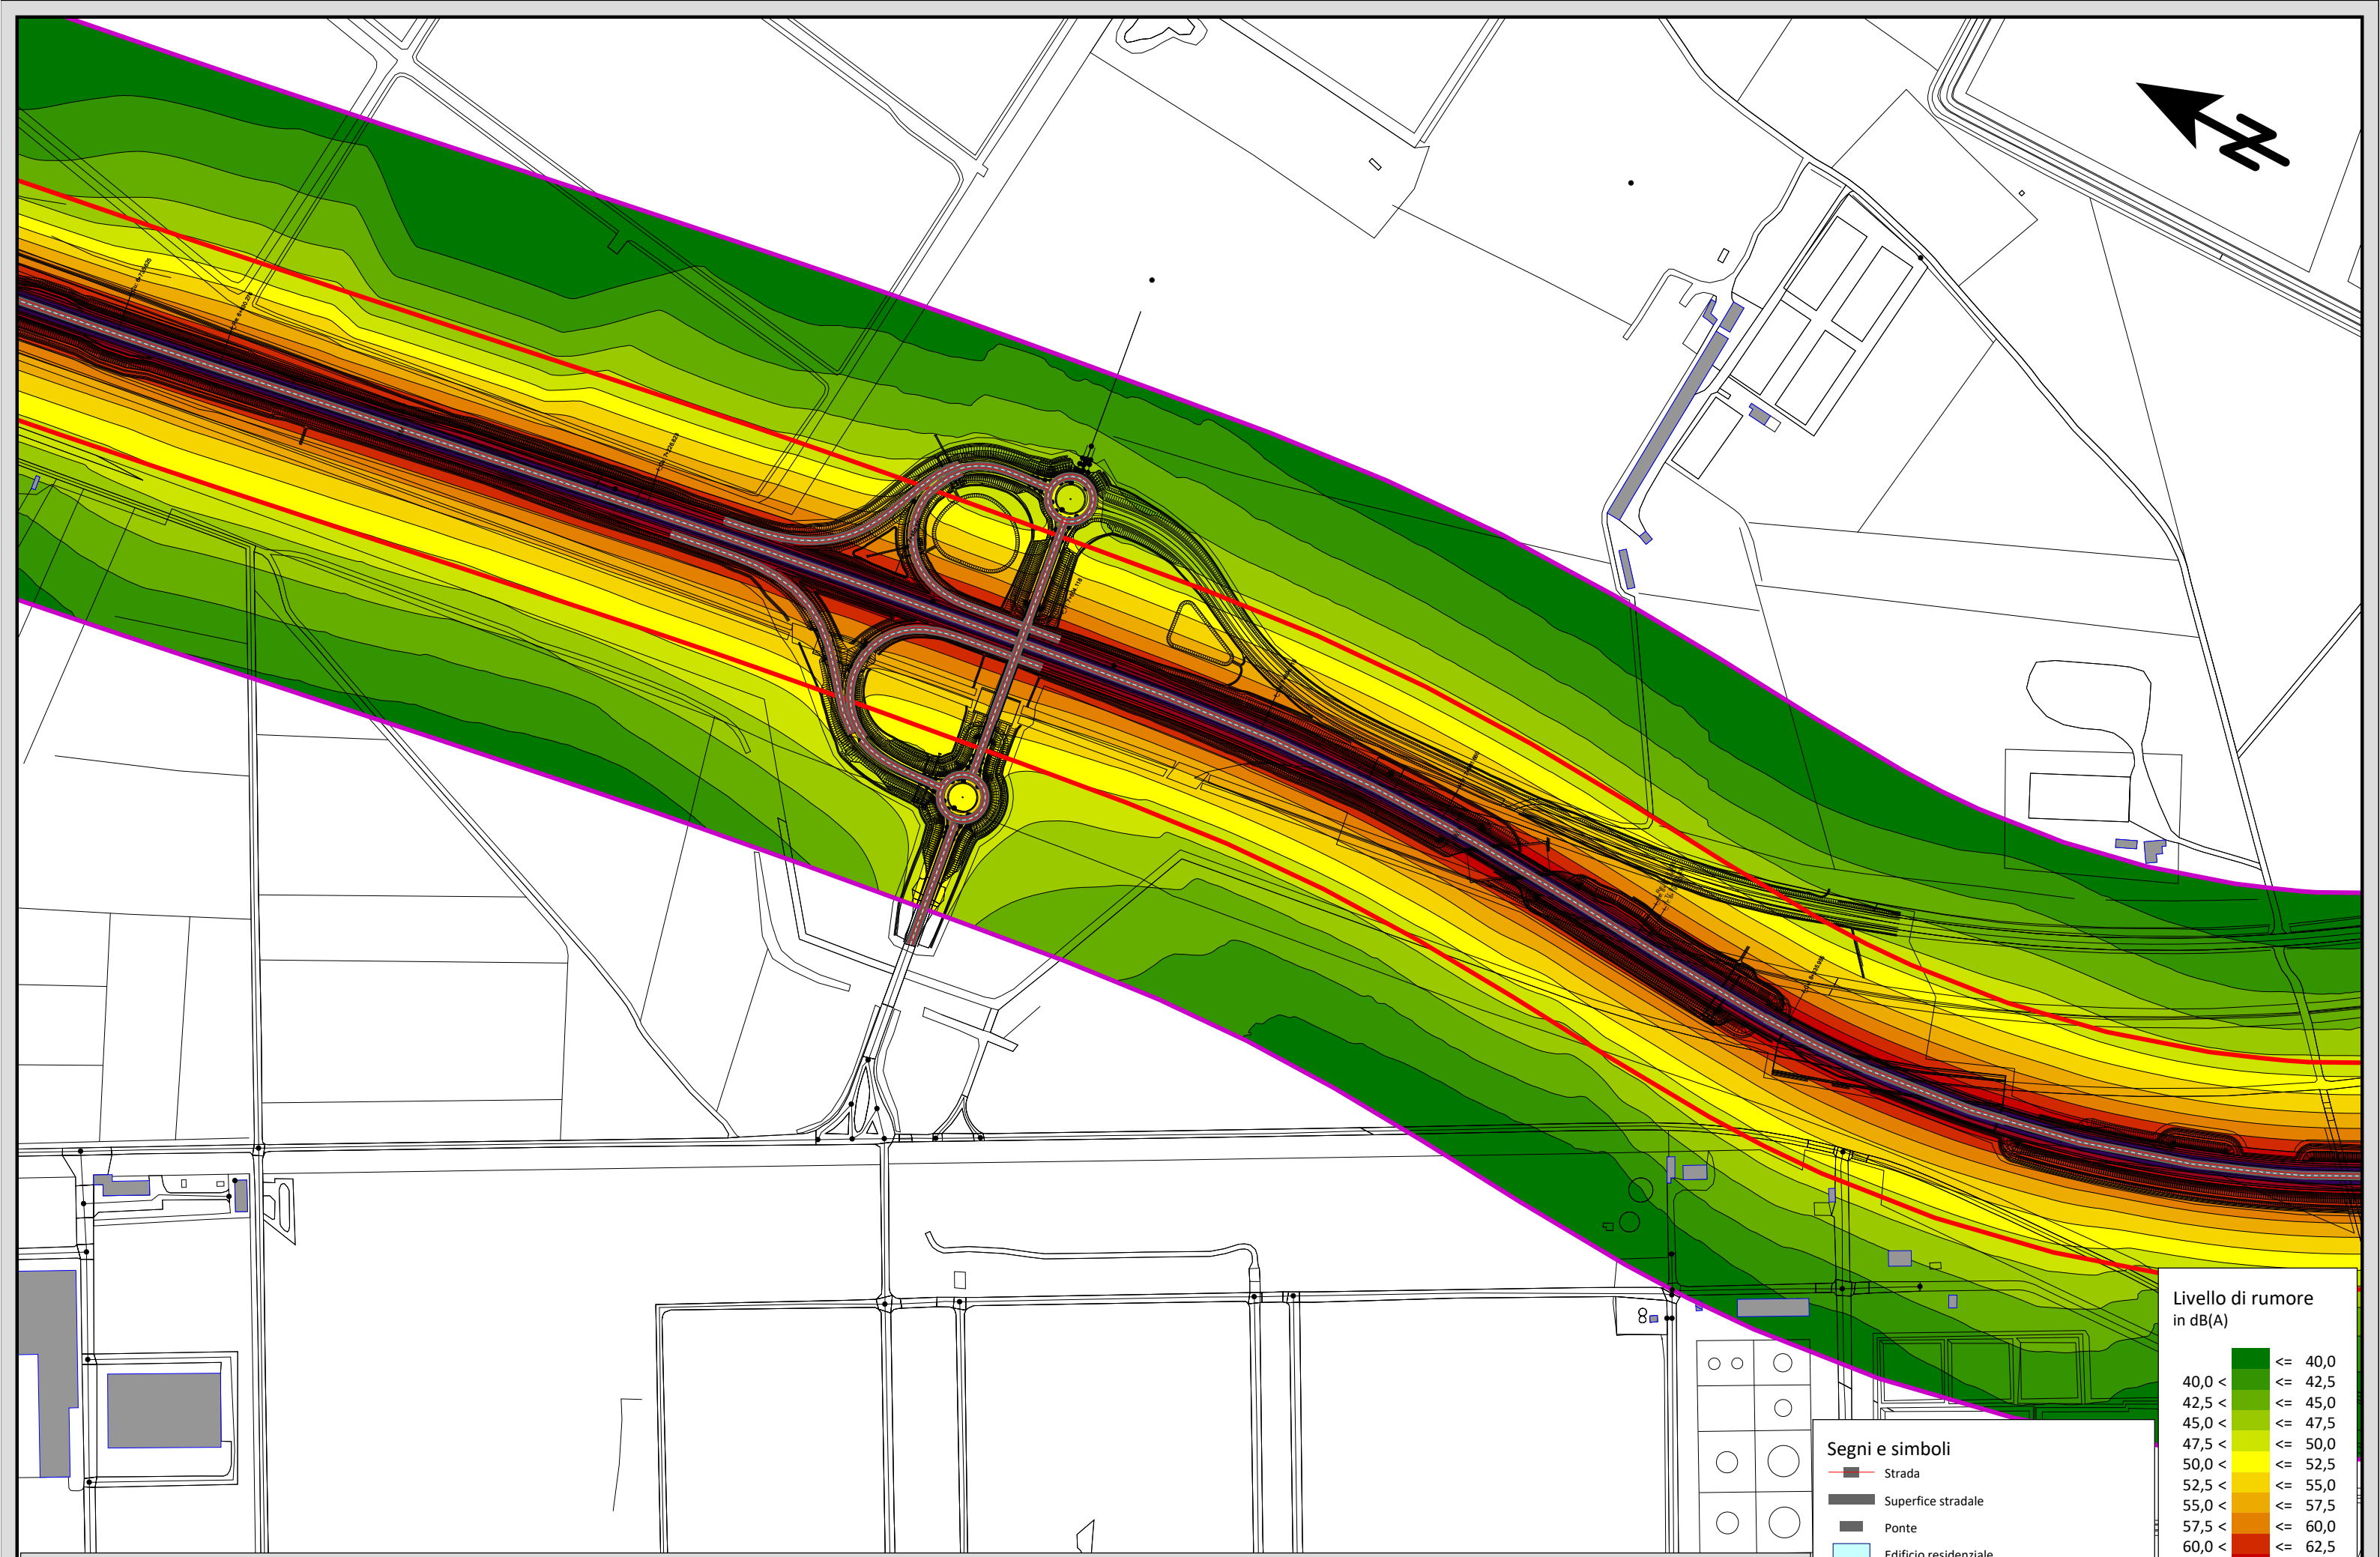 N
Livello di rumore
in dB(A)
<= 40,0
40,0 < <= 42,5
42,5 < <= 45,0
45,0 < <= 47,5
47,5 < <= 50,0
50,0 < <= 52,5
52,5 < <= 55,0
55,0 < <= 57,5
57,5 < <= 60,0
60,0 < <= 62,5
Segni e simboli
Strada
Superfice stradale
Ponte
Edificio residenziale